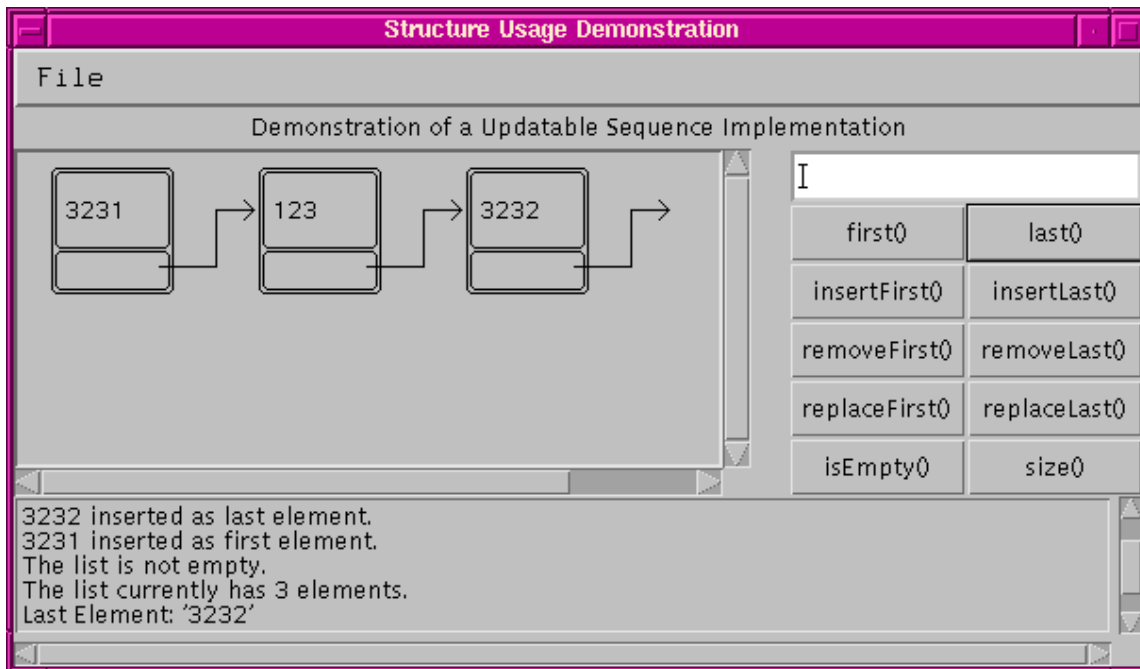 Structure Usage Demonstration
File
Demonstration of a Updatable Sequence Implementation
3231 123 3232
first() last()
insertFirst() insertLast()
removeFirst() removeLast()
replaceFirst() replaceLast()
isEmpty() size()
3232 inserted as last element.
3231 inserted as first element.
The list is not empty.
The list currently has 3 elements.
Last Element: '3232'